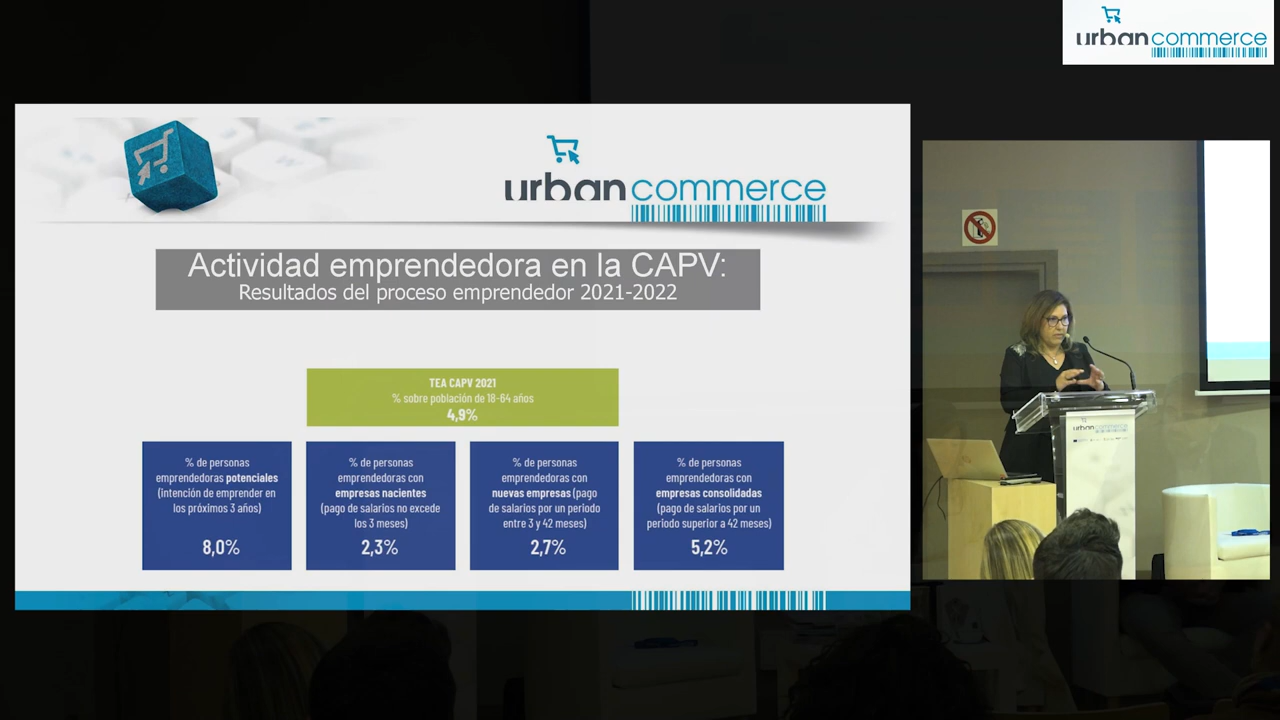 urbancommerce
urbancommerce
Actividad emprendedora en la CAPV:
Resultados del proceso emprendedor 2021-2022
TEA CAPV 2021
% sobre población de 18-64 años
4,9%
% de personas
emprendedoras potenciales
(intención de emprender en
los próximos 3 años)
8,0%
% de personas
emprendedoras con
empresas nacientes
(pago de salarios no excede
los 3 meses)
2,3%
% de personas
emprendedoras con
nuevas empresas (pago
de salarios por un periodo
entre 3 y 42 meses)
2,7%
% de personas
emprendedoras con
empresas consolidadas
(pago de salarios por un
periodo superior a 42 meses)
5,2%
urbancommerce